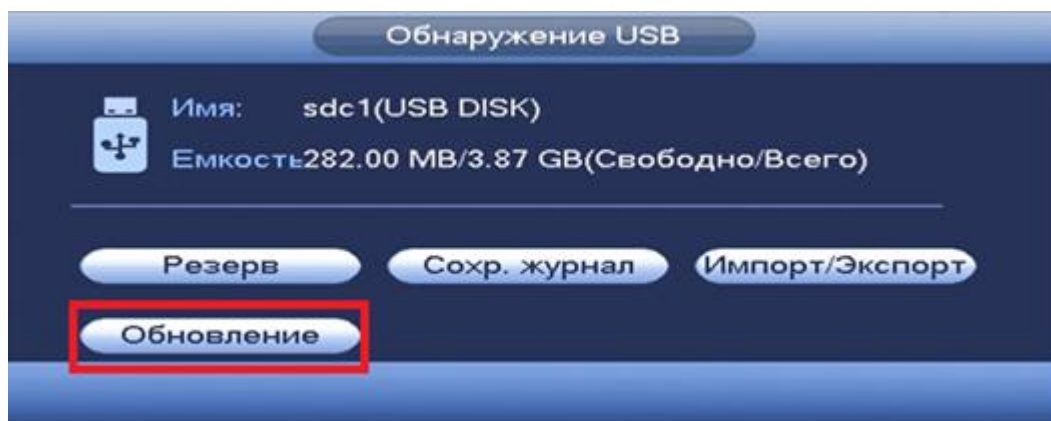 Обнаружение USB
Имя: sdc1(USB DISK)
Емкость282.00 MB/3.87 GB(Свободно/Всего)
Резерв Сохр. журнал Импорт/Экспорт
Обновление